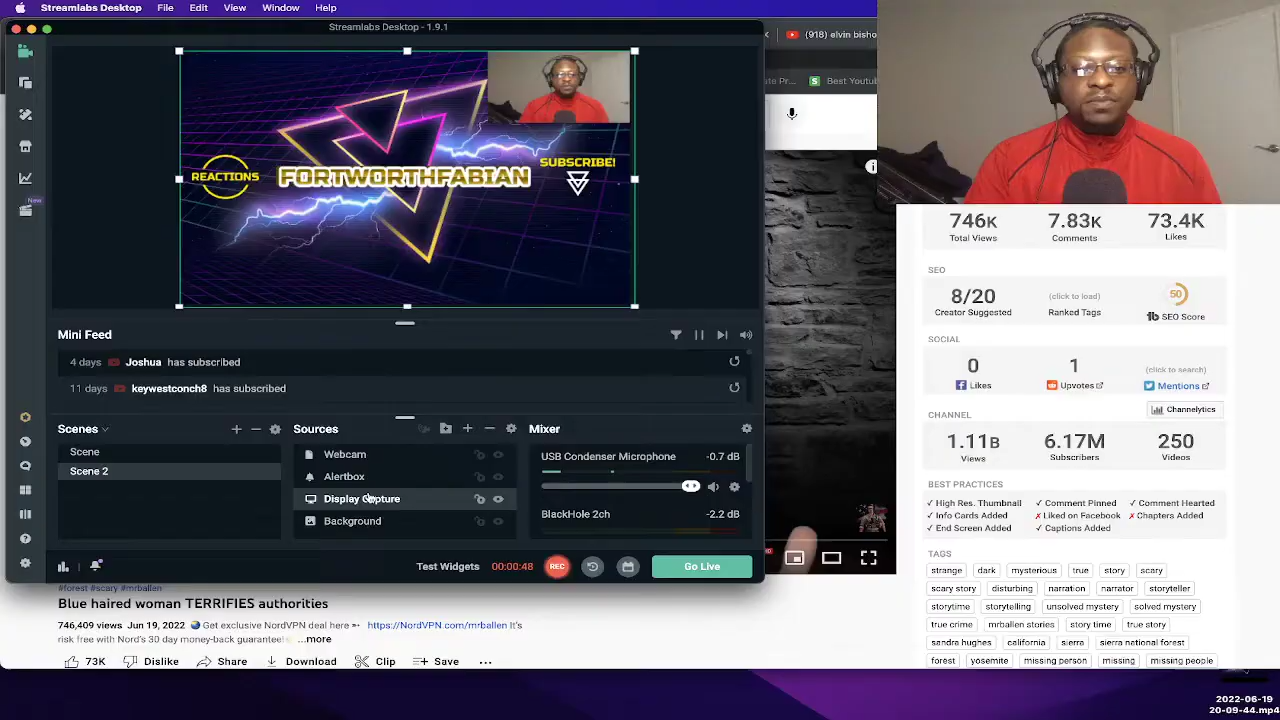 Streamlabs Desktop File Edit View Window Help
Streamlabs Desktop - 1.9.1
(918) elvin bisho
ute Pr...
Best Youtub
REACTIONS
FORTWORTHFABIAN
SUBSCRIBE!
New
Mini Feed
4 days Joshua has subscribed
11 days keywestconch8 has subscribed
Scenes
Scene
Scene 2
Sources
Webcam
Alertbox
Display Capture
Background
Mixer
USB Condenser Microphone -0.7 dB
BlackHole 2ch -2.2 dB
Test Widgets 00:00:48 REC Go Live
HD
#forest #scary #mrballen
Blue haired woman TERRIFIES authorities
746,409 views Jun 19, 2022 Get exclusive NordVPN deal here ➵ https://NordVPN.com/mrballen It's
risk free with Nord's 30 day money-back guarantee! ...more
73K Dislike Share Download Clip Save ...
746K 7.83K 73.4K
Total Views Comments Likes
SEO
8/20 (click to load) 50
Creator Suggested Ranked Tags tb SEO Score
SOCIAL
0 1 (click to search)
Likes Upvotes Mentions
CHANNEL Channelytics
1.11B 6.17M 250
Views Subscribers Videos
BEST PRACTICES
✓ High Res. Thumbnail ✓ Comment Pinned ✓ Comment Hearted
✓ Info Cards Added ✗ Liked on Facebook ✗ Chapters Added
✓ End Screen Added ✓ Captions Added
TAGS
strange dark mysterious true story scary
scary story disturbing narration narrator storyteller
storytime storytelling unsolved mystery solved mystery
true crime mrballen stories story time true story
sandra hughes california sierra sierra national forest
forest yosemite missing person missing missing people
2022-06-19
20-09-44.mp4